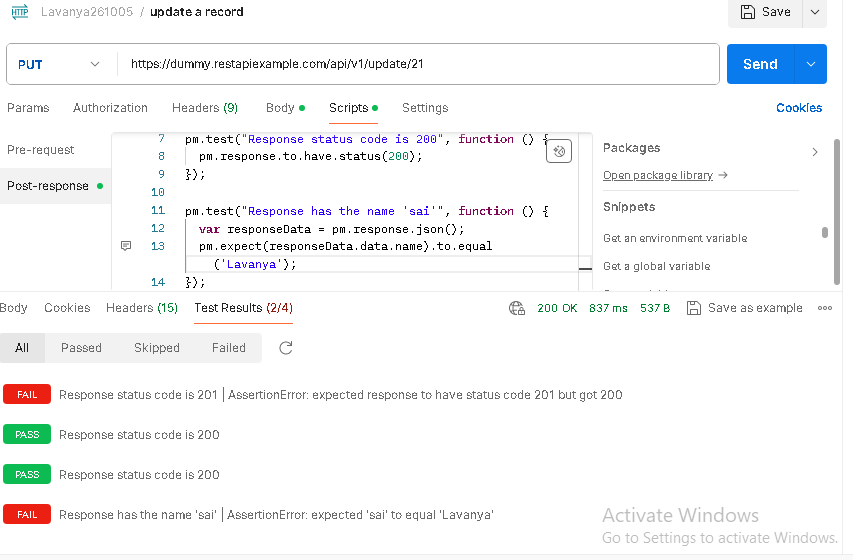 HTTP Lavanya261005 / update a record Save
PUT https://dummy.restapiexample.com/api/v1/update/21 Send
Params Authorization Headers (9) Body Scripts Settings Cookies
Pre-request
Post-response
7 pm.test("Response status code is 200", function () {
8 pm.response.to.have.status(200);
9 });
10
11 pm.test("Response has the name 'sai'", function () {
12 var responseData = pm.response.json();
13 pm.expect(responseData.data.name).to.equal
('Lavanya');
14 });
Packages
Open package library →
Snippets
Get an environment variable
Get a global variable
Body Cookies Headers (15) Test Results (2/4) 200 OK 837 ms 537 B Save as example
All Passed Skipped Failed
FAIL Response status code is 201 | AssertionError: expected response to have status code 201 but got 200
PASS Response status code is 200
PASS Response status code is 200
FAIL Response has the name 'sai' | AssertionError: expected 'sai' to equal 'Lavanya'
Activate Windows
Go to Settings to activate Windows.